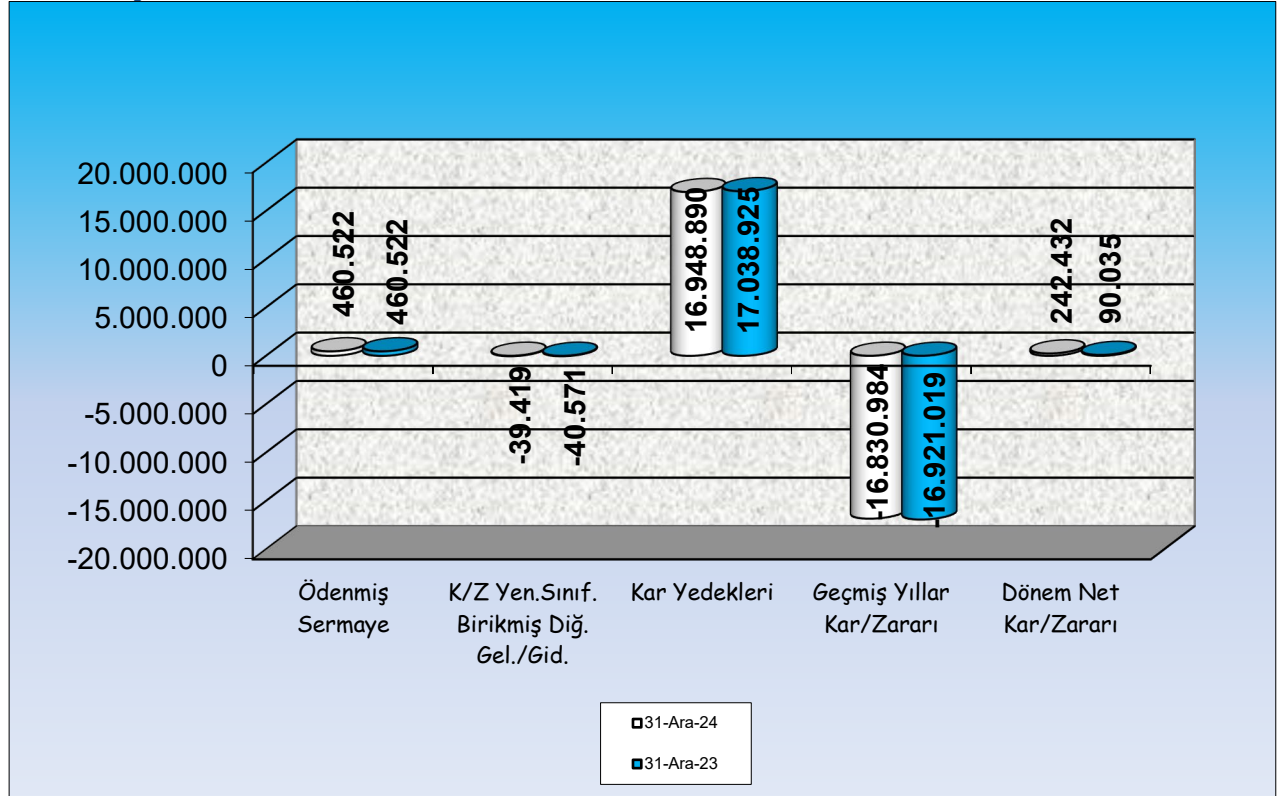 20.000.000
15.000.000
10.000.000
5.000.000
0
-5.000.000
-10.000.000
-15.000.000
-20.000.000
460.522
460.522
-39.419
-40.571
16.948.890
17.038.925
-16.830.984
-16.921.019
242.432
90.035
Ödenmiş
Sermaye
K/Z Yen.Sınıf.
Birikmiş Diğ.
Gel./Gid.
Kar Yedekleri
Geçmiş Yıllar
Kar/Zararı
Dönem Net
Kar/Zararı
31-Ara-24
31-Ara-23